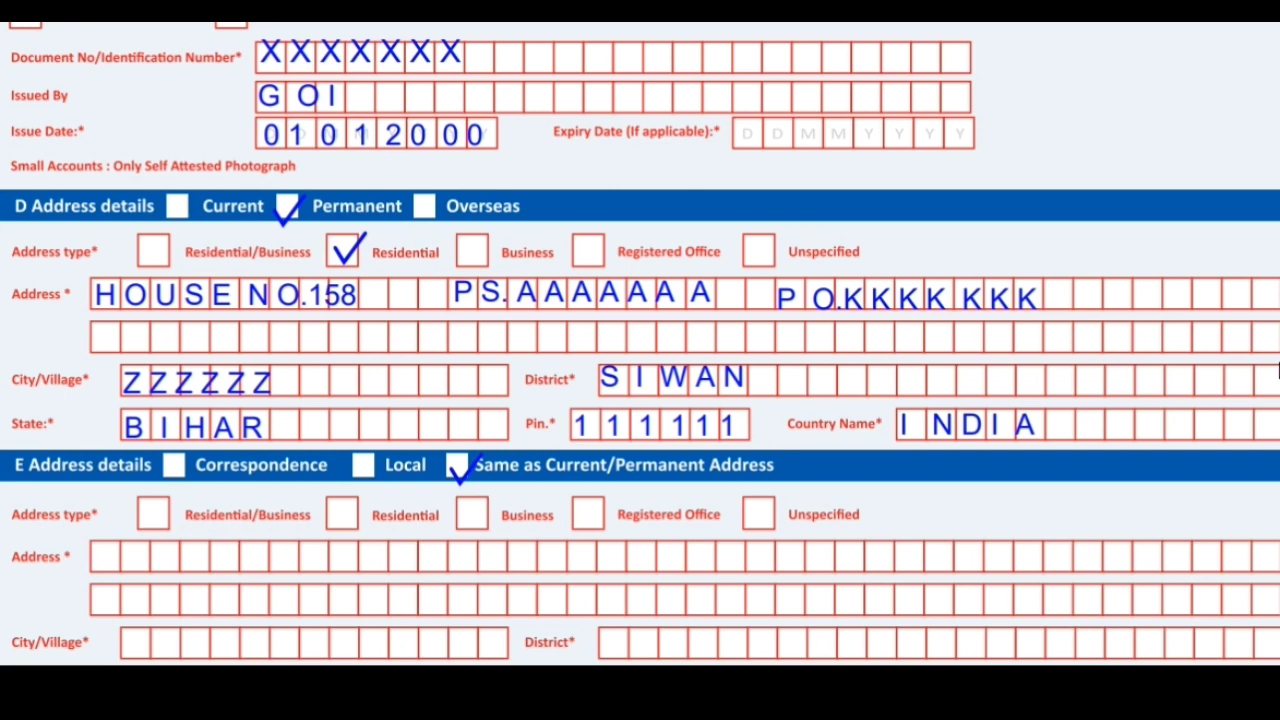 Document No/Identification Number* XXXXXXX
Issued By GOI
Issue Date:* 01012000 Expiry Date (If applicable):* D D M M Y Y Y Y
Small Accounts : Only Self Attested Photograph
D Address details Current Permanent Overseas
Address type* Residential/Business Residential Business Registered Office Unspecified
Address * HOUSE NO.158 PS.AAAAAAA PO.KKKK KKK
City/Village* ZZZZZZ District* SIWAN
State:* BIHAR Pin.* 111111 Country Name* INDIA
E Address details Correspondence Local Same as Current/Permanent Address
Address type* Residential/Business Residential Business Registered Office Unspecified
Address *
City/Village* District*